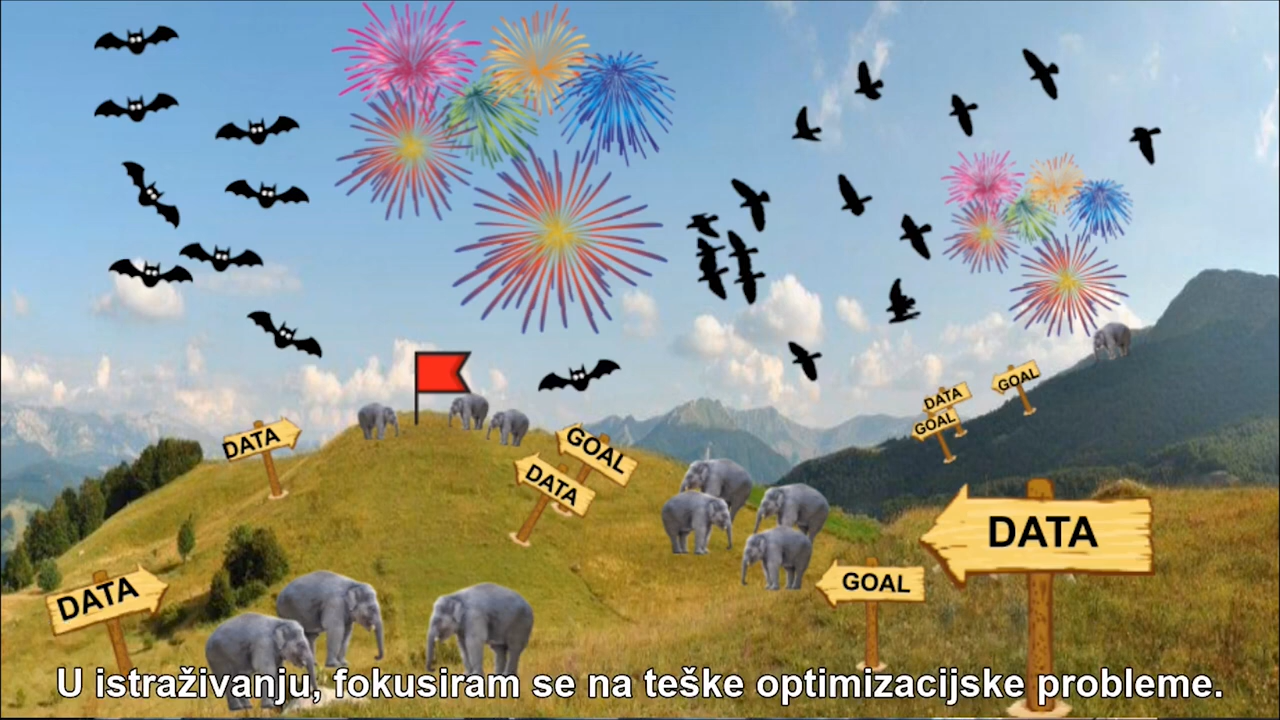 DATA
GOAL
DATA
GOAL
DATA
GOAL
DATA
DATA
GOAL
DATA
U istraživanju, fokusiram se na teške optimizacijske probleme.